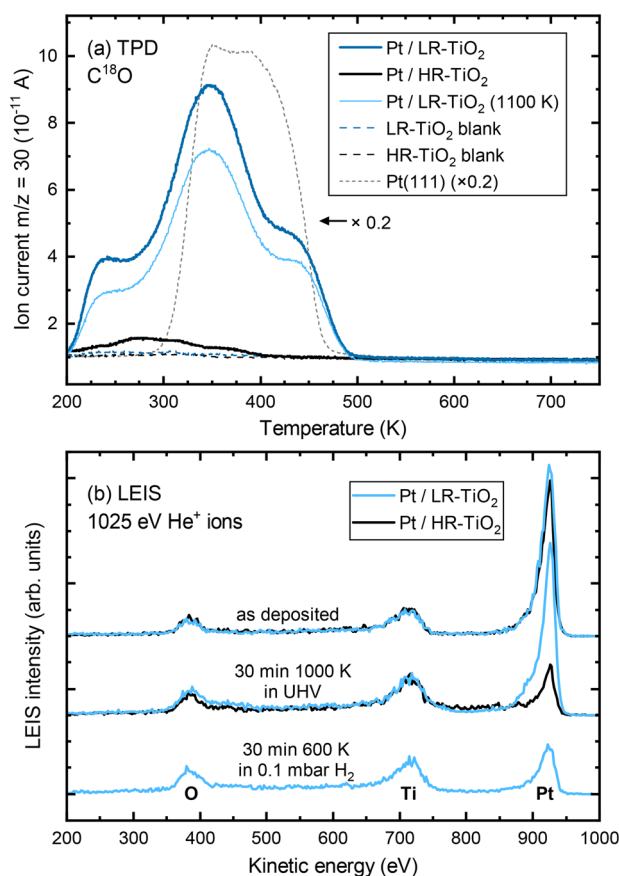 (a) TPD
C¹⁸O
Pt / LR-TiO₂
Pt / HR-TiO₂
Pt / LR-TiO₂ (1100 K)
LR-TiO₂ blank
HR-TiO₂ blank
Pt(111) (×0.2)
× 0.2
Ion current m/z = 30 (10⁻¹¹ A)
10
8
6
4
2
200 300 400 500 600 700
Temperature (K)
(b) LEIS
1025 eV He⁺ ions
Pt / LR-TiO₂
Pt / HR-TiO₂
as deposited
30 min 1000 K
in UHV
30 min 600 K
in 0.1 mbar H₂
O Ti Pt
LEIS intensity (arb. units)
200 300 400 500 600 700 800 900 1000
Kinetic energy (eV)